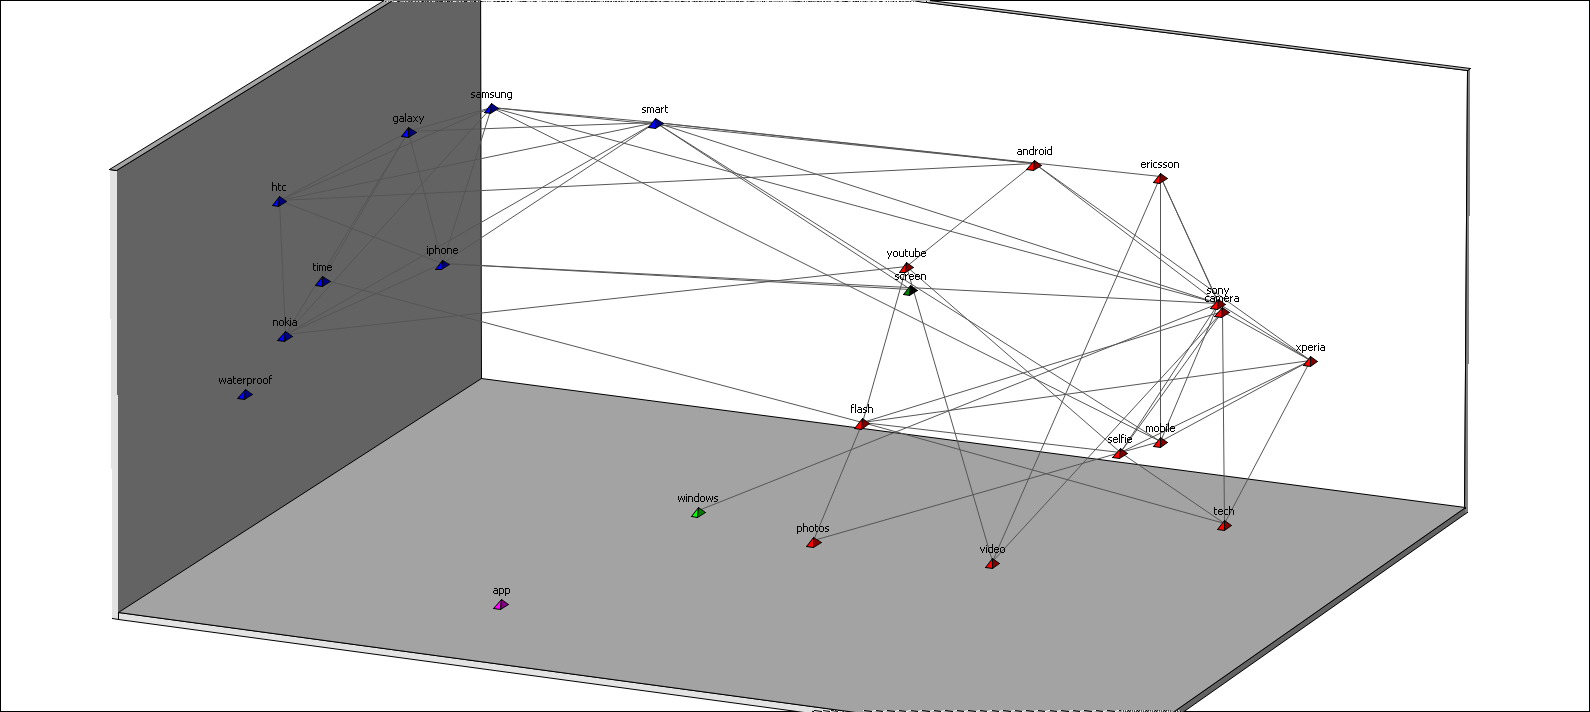 samsung
smart
galaxy
android
ericsson
htc
iphone
youtube
time
screen
sony
camera
nokia
xperia
waterproof
flash
mobile
selfie
windows
tech
photos
video
app